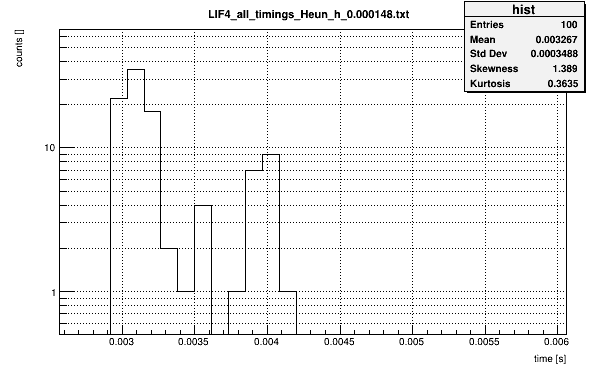 LIF4_all_timings_Heun_h_0.000148.txt
hist
Entries 100
Mean 0.003267
Std Dev 0.0003488
Skewness 1.389
Kurtosis 0.3635
counts []
10
1
0.003 0.0035 0.004 0.0045 0.005 0.0055 0.006
time [s]